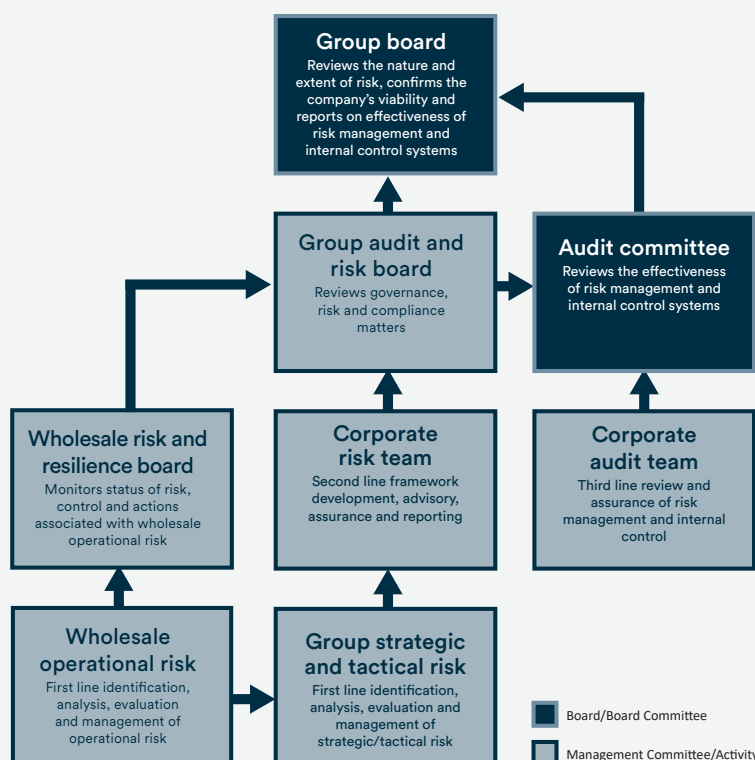 Group board
Reviews the nature and
extent of risk, confirms the
company's viability and
reports on effectiveness of
risk management and
internal control systems
Group audit and
risk board
Reviews governance,
risk and compliance
matters
Audit committee
Reviews the effectiveness
of risk management and
internal control systems
Wholesale risk and
resilience board
Monitors status of risk,
control and actions
associated with wholesale
operational risk
Corporate
risk team
Second line framework
development, advisory,
assurance and reporting
Corporate
audit team
Third line review and
assurance of risk
management and internal
control
Wholesale
operational risk
First line identification,
analysis, evaluation
and management of
operational risk
Group strategic
and tactical risk
First line identification,
analysis, evaluation and
management of
strategic/tactical risk
Board/Board Committee
Management Committee/Activity